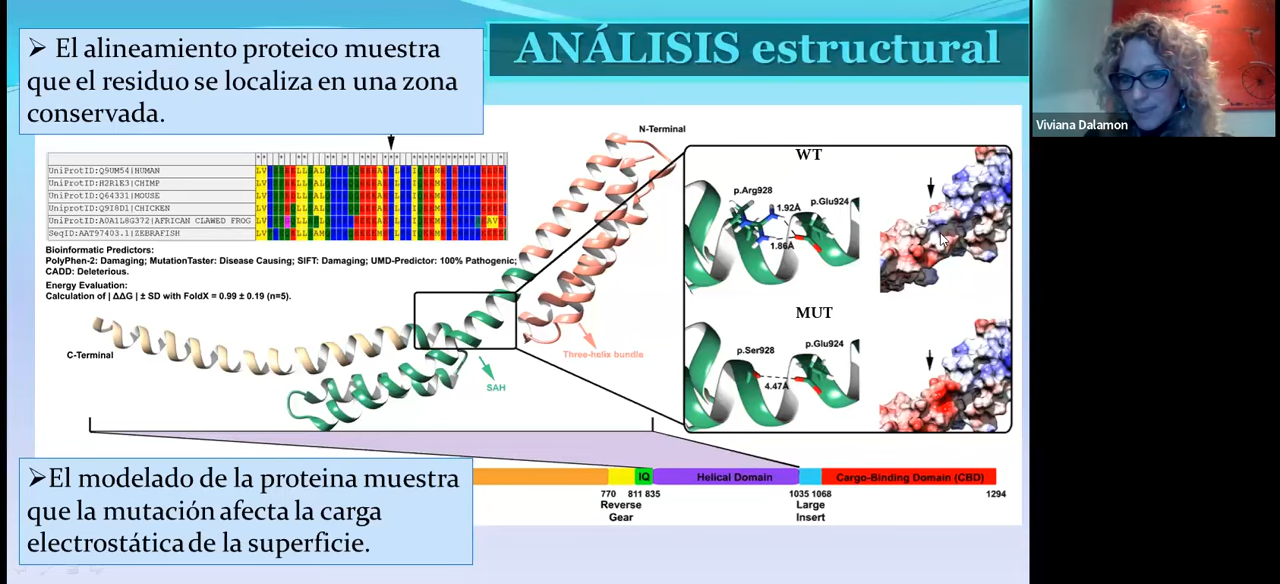 ANÁLISIS estructural
➢ El alineamiento proteico muestra
que el residuo se localiza en una zona
conservada.
Viviana Dalamon
UniProtID:Q9UM54|HUMAN
UniProtID:H2R1E3|CHIMP
UniProtID:Q64331|MOUSE
UniprotID:Q9I8D1|CHICKEN
UniProtID:A0A1L8G372|AFRICAN CLAWED FROG
SeqID:AAT97403.1|ZEBRAFISH
Bioinformatic Predictors:
PolyPhen-2: Damaging; MutationTaster: Disease Causing; SIFT: Damaging; UMD-Predictor: 100% Pathogenic;
CADD: Deleterious.
Energy Evaluation:
Calculation of | ΔΔG | ± SD with FoldX = 0.99 ± 0.19 (n=5).
N-Terminal
C-Terminal
Three-helix bundle
SAH
WT
p.Arg928
p.Glu924
1.92Å
1.86Å
MUT
p.Ser928
p.Glu924
4.47Å
➢El modelado de la proteina muestra
que la mutación afecta la carga
electrostática de la superficie.
IQ
Helical Domain
Cargo-Binding Domain (CBD)
770 811 835 1035 1068 1294
Reverse
Gear
Large
Insert